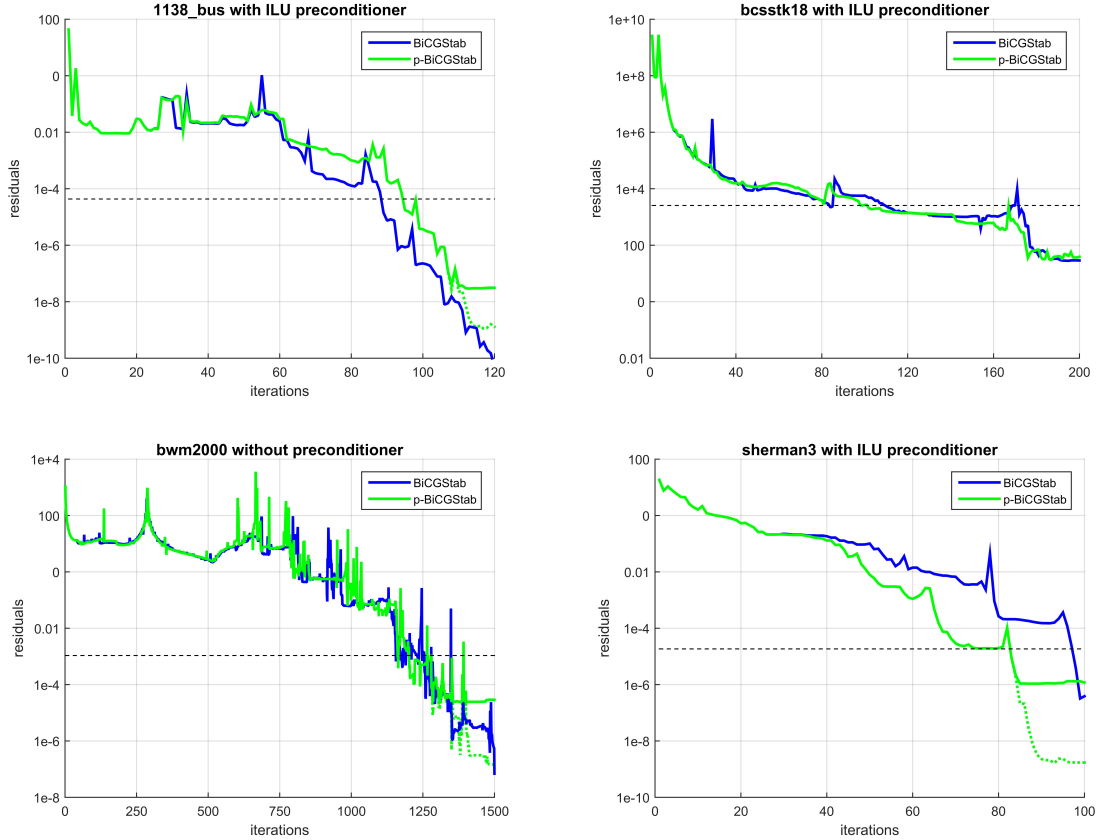 1138_bus with ILU preconditioner
100
0
0.01
1e-4
1e-6
1e-8
1e-10
residuals
0 20 40 60 80 100 120
iterations
BiCGStab
p-BiCGStab
bcsstk18 with ILU preconditioner
1e+10
1e+8
1e+6
1e+4
100
0
0.01
residuals
0 40 80 120 160 200
iterations
BiCGStab
p-BiCGStab
bwm2000 without preconditioner
1e+4
100
0
0.01
1e-4
1e-6
1e-8
residuals
0 250 500 750 1000 1250 1500
iterations
BiCGStab
p-BiCGStab
sherman3 with ILU preconditioner
100
0
0.01
1e-4
1e-6
1e-8
1e-10
residuals
0 20 40 60 80 100
iterations
BiCGStab
p-BiCGStab